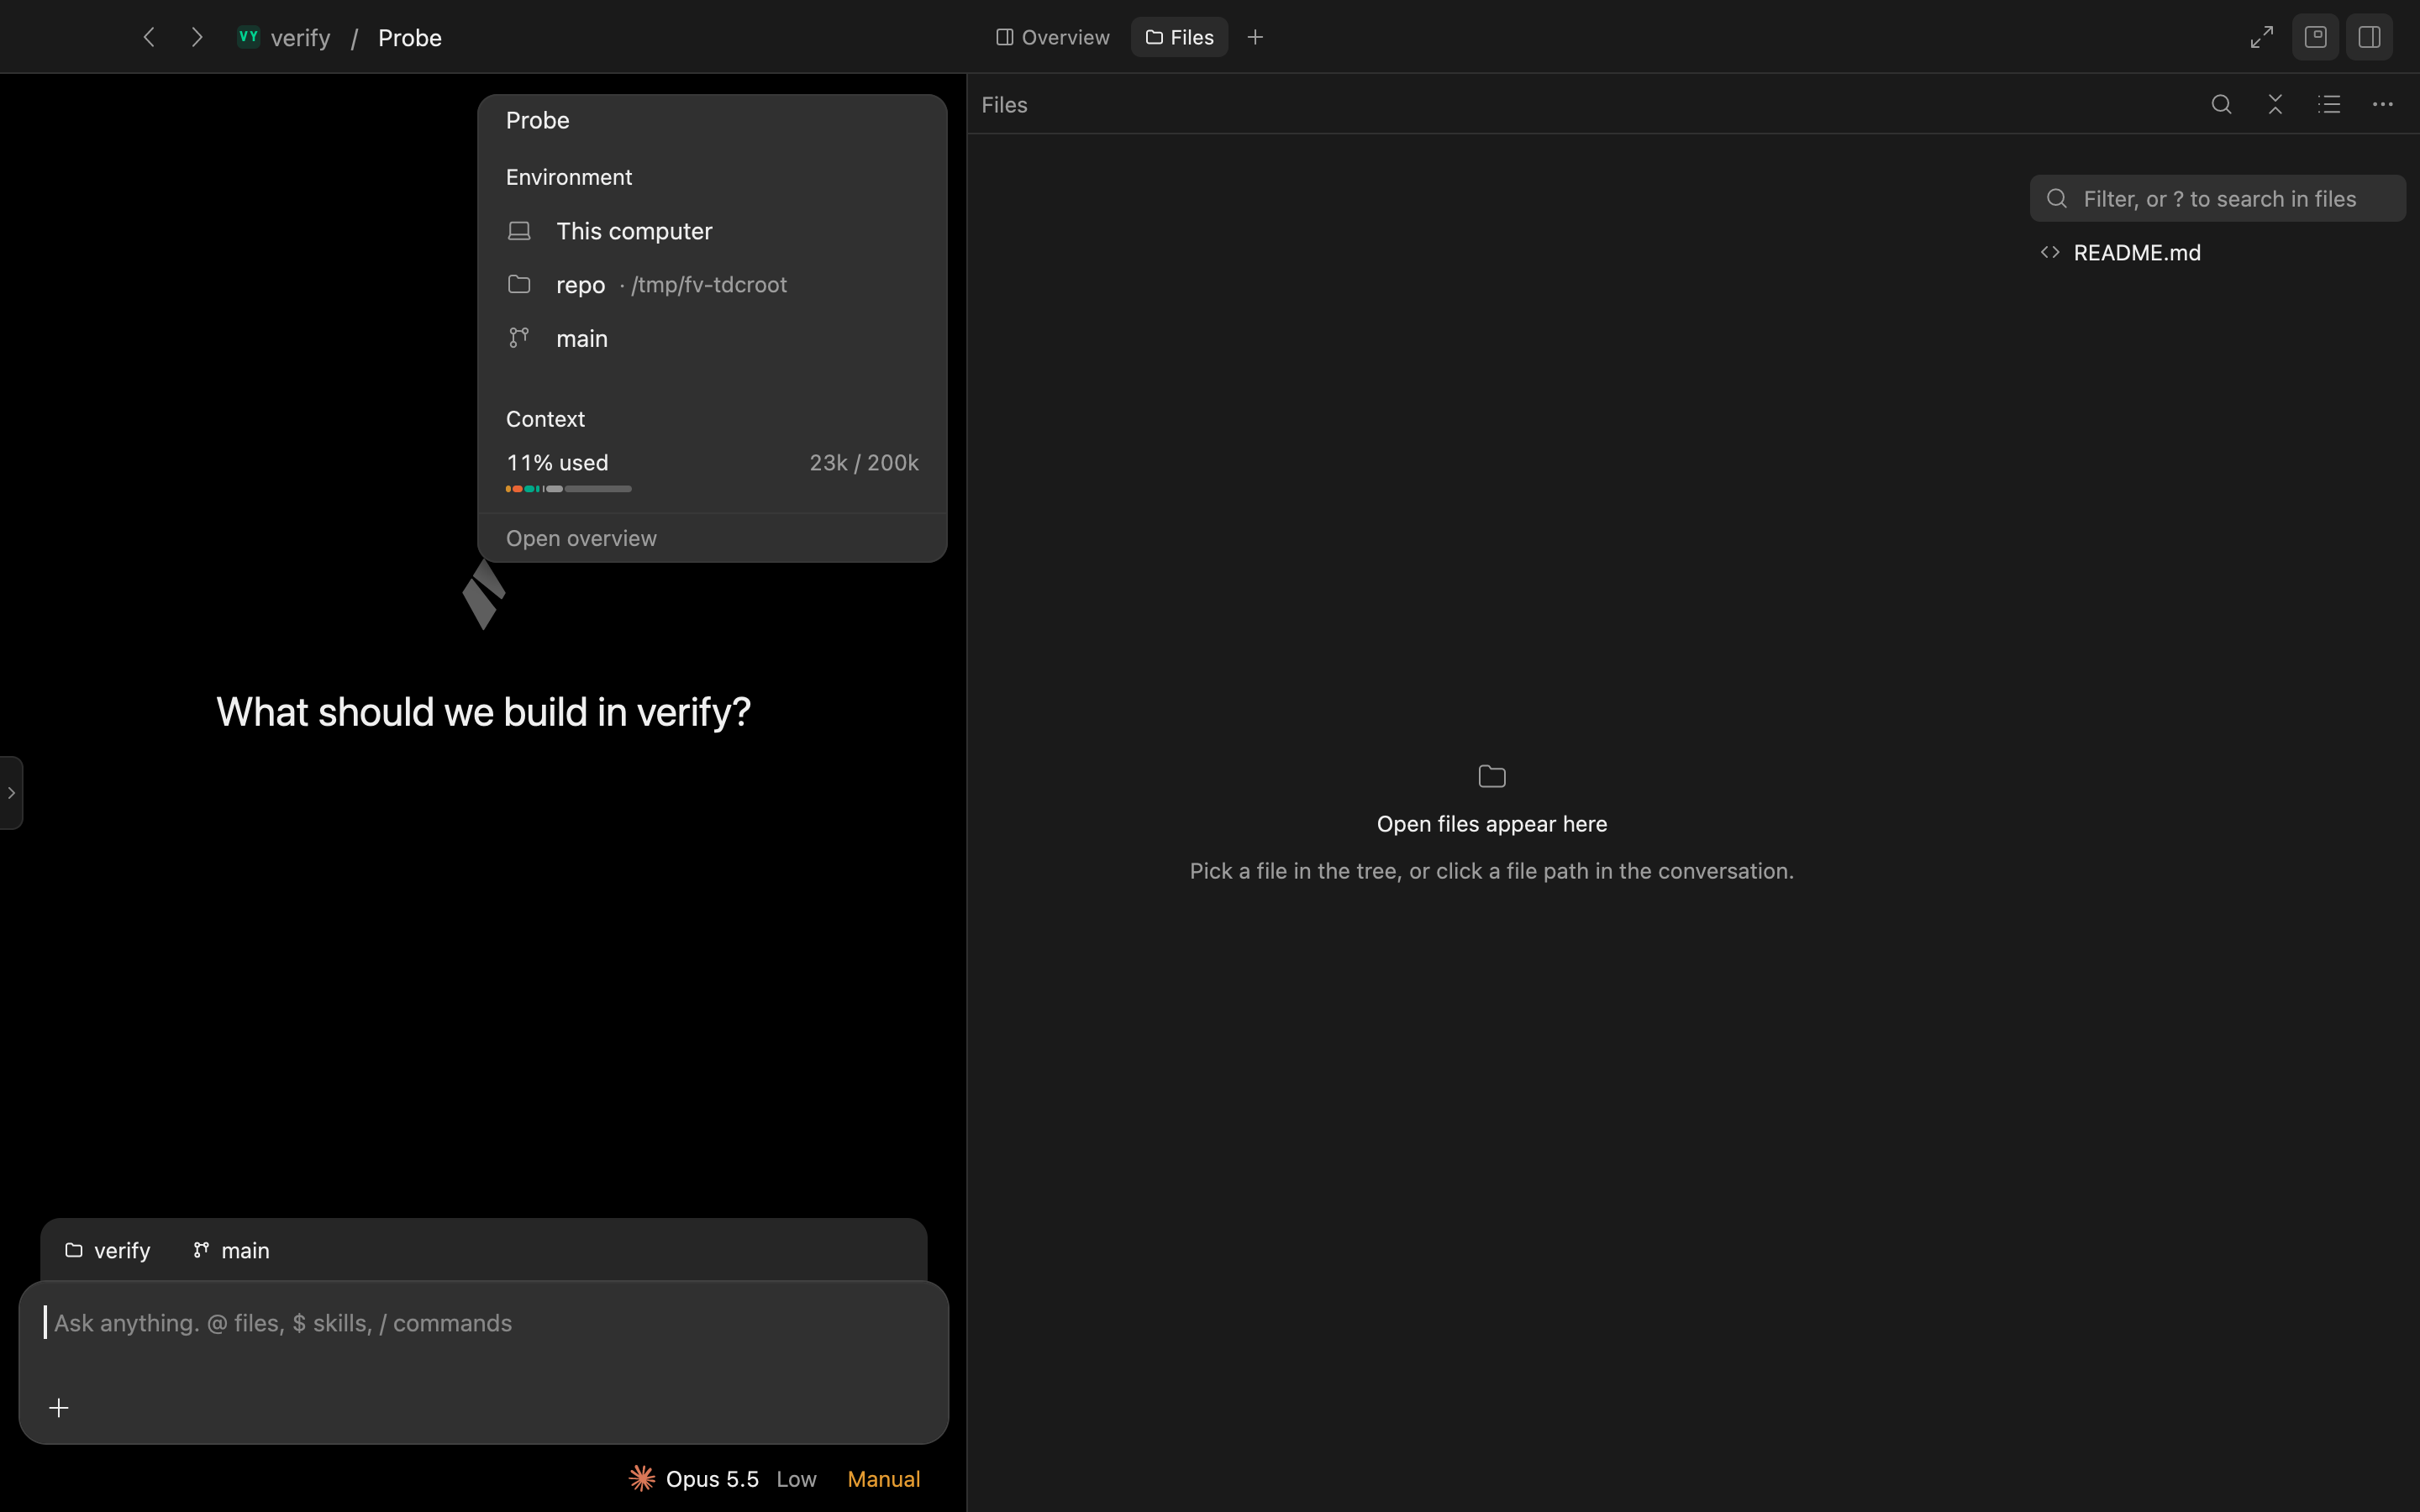 VY verify / Probe
Overview
Files
Probe
Environment
This computer
repo · /tmp/fv-tdcroot
main
Context
11% used 23k / 200k
Open overview
What should we build in verify?
verify main
Ask anything. @ files, $ skills, / commands
Opus 5.5 Low Manual
Files
Filter, or ? to search in files
README.md
Open files appear here
Pick a file in the tree, or click a file path in the conversation.